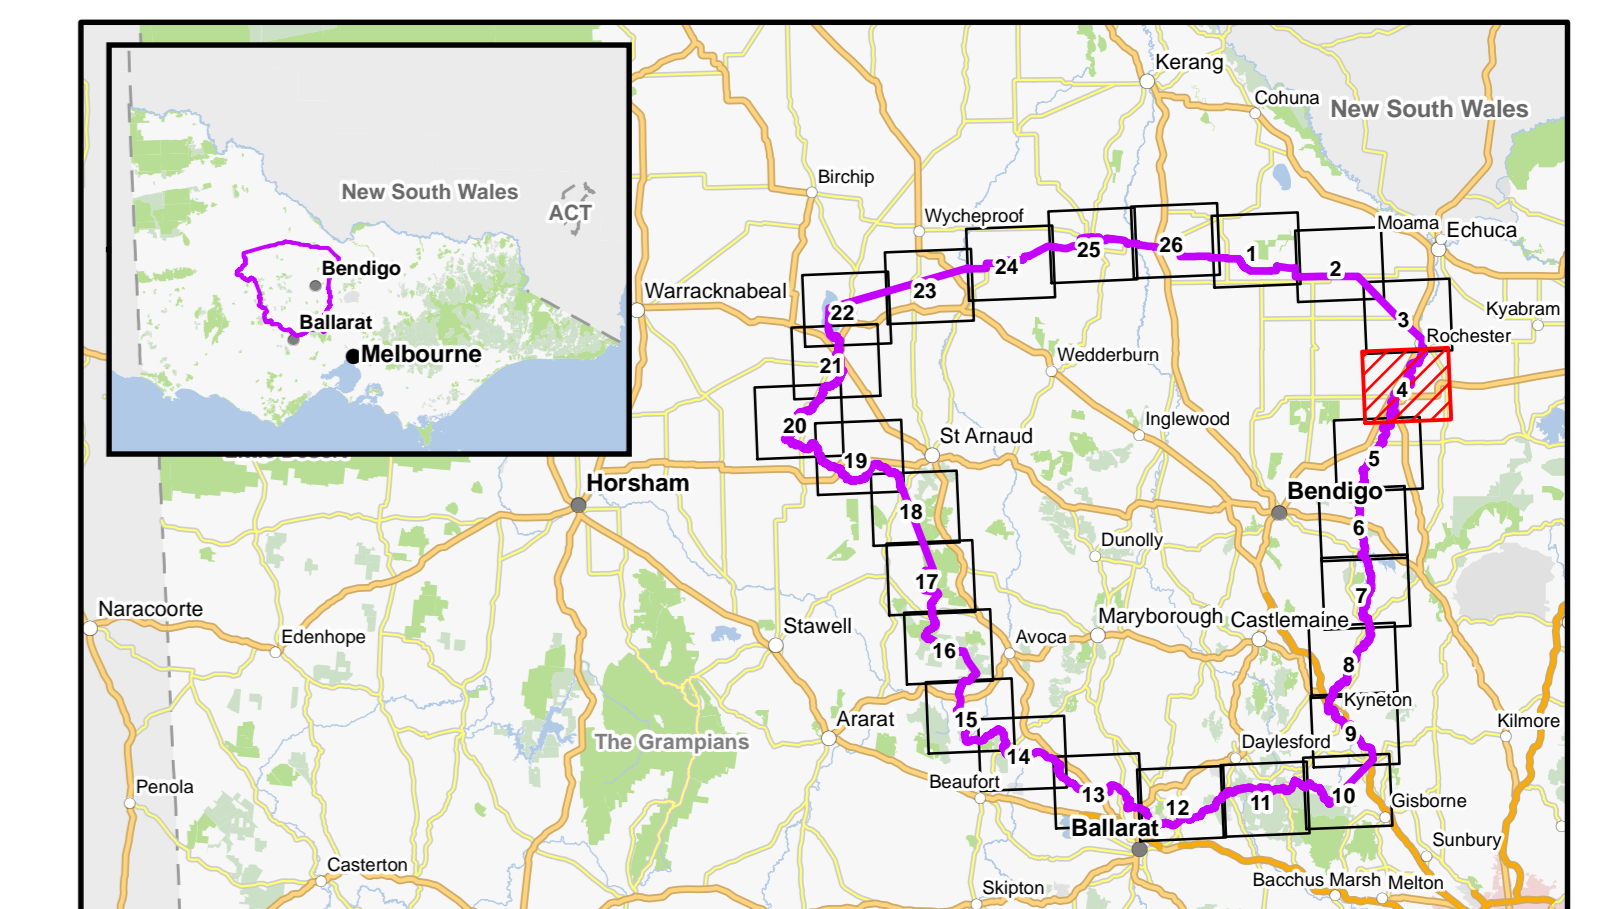 Kerang
Cohuna
New South Wales
Birchip
New South Wales
ACT
Wycheproof
Moama
Echuca
26
25
1
24
2
Bendigo
23
Warracknabeal
22
Kyabram
3
Ballarat
Rochester
Melbourne
Wedderburn
21
4
Inglewood
20
St Arnaud
19
5
Horsham
Bendigo
18
6
Dunolly
17
7
Naracoorte
Maryborough
Castlemaine
Stawell
Edenhope
Avoca
16
8
Kyneton
15
Ararat
Kilmore
9
The Grampians
Daylesford
14
Beaufort
Penola
13
10
11
Gisborne
12
Ballarat
Sunbury
Casterton
Bacchus Marsh
Melton
Skipton